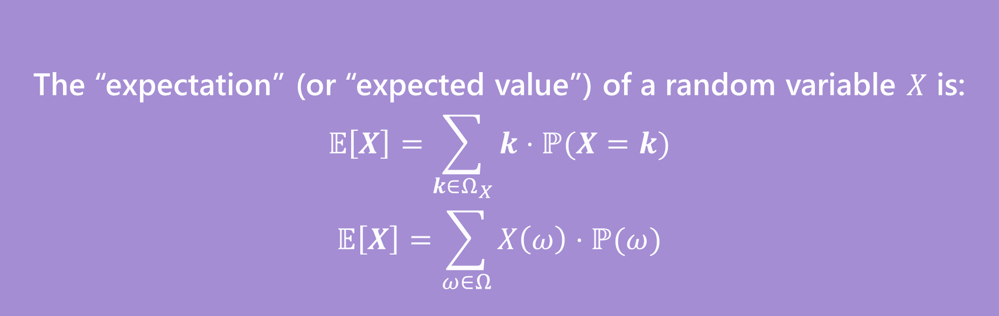 The “expectation” (or “expected value”) of a random variable X is:
𝔼[X] = ∑_{k∈Ω_X} k · ℙ(X = k)
𝔼[X] = ∑_{ω∈Ω} X(ω) · ℙ(ω)